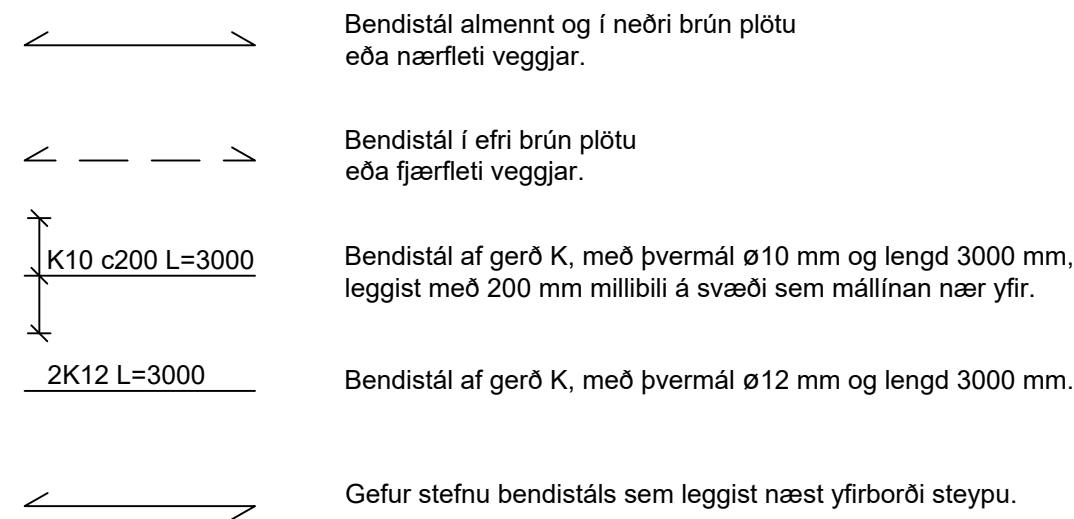 Bendistál almennt og í neðri brún plötu
eða nærfleti veggjar.
Bendistál í efri brún plötu
eða fjærfleti veggjar.
K10 c200 L=3000
Bendistál af gerð K, með þvermál ø10 mm og lengd 3000 mm,
leggist með 200 mm millibili á svæði sem mállínan nær yfir.
2K12 L=3000
Bendistál af gerð K, með þvermál ø12 mm og lengd 3000 mm.
Gefur stefnu bendistáls sem leggist næst yfirborði steypu.